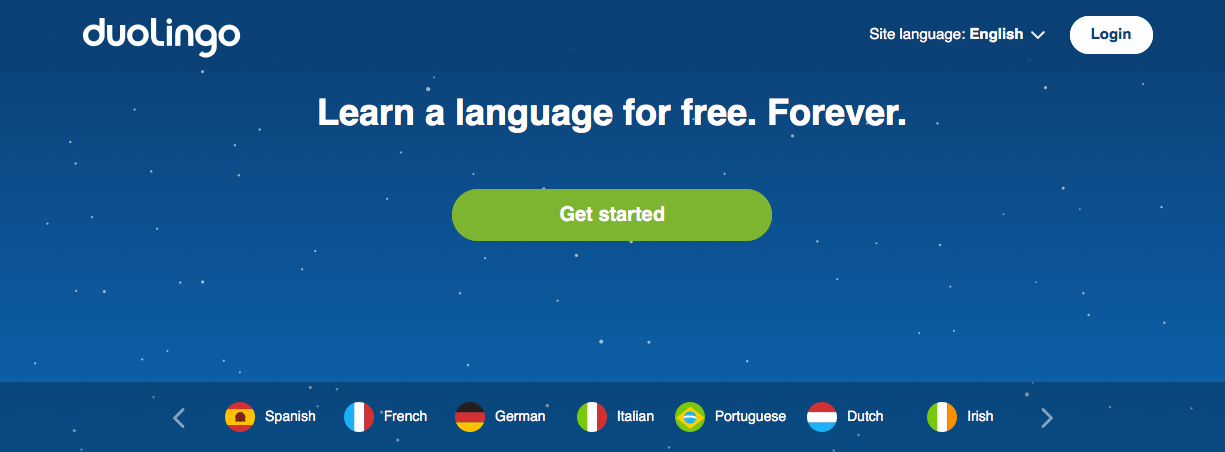 duolingo
Site language: English
Login
Learn a language for free. Forever.
Get started
Spanish
French
German
Italian
Portuguese
Dutch
Irish